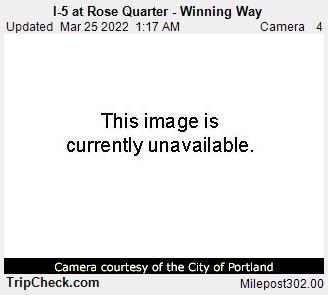 I-5 at Rose Quarter - Winning Way
Updated Mar 25 2022 1:17 AM Camera 4
This image is
currently unavailable.
Camera courtesy of the City of Portland
TripCheck.com Milepost302.00